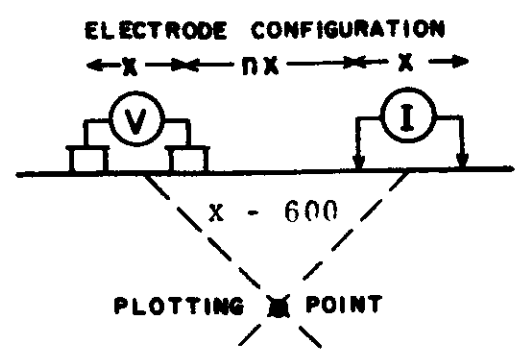 ELECTRODE CONFIGURATION
X nX X
V I
x - 600
PLOTTING POINT